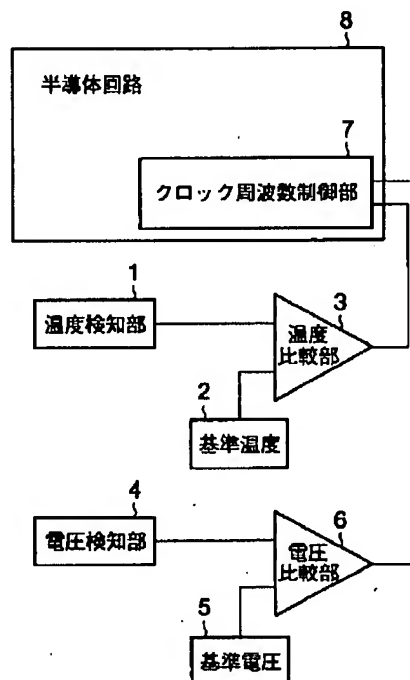 8
半導体回路
7
クロック周波数制御部
1
温度検知部
3
温度
比較部
2
基準温度
4
電圧検知部
6
電圧
比較部
5
基準電圧